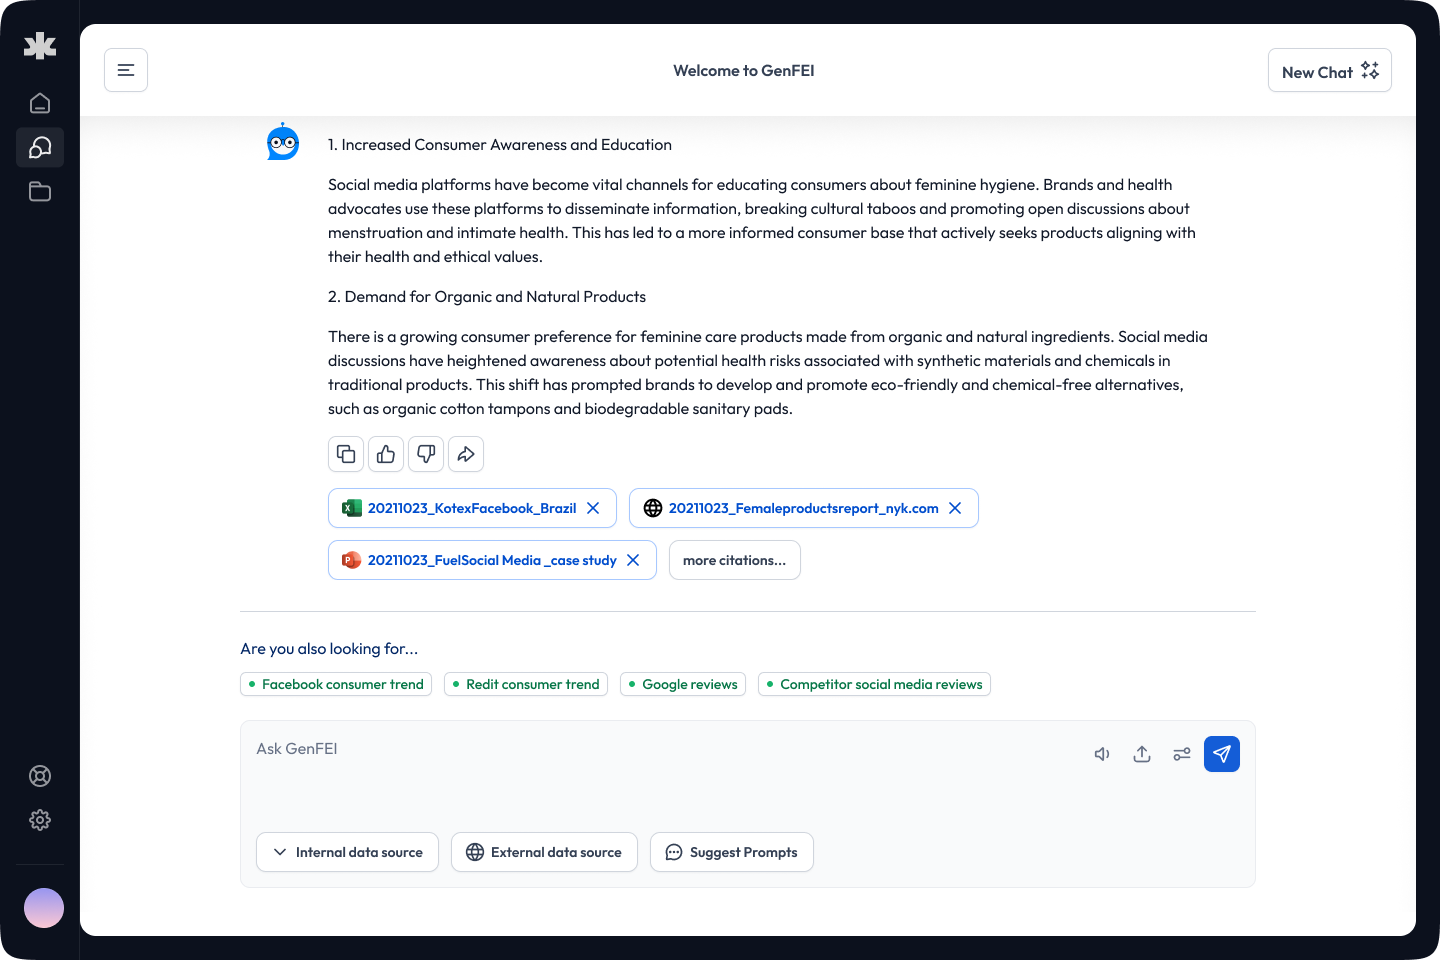 Welcome to GenFEI
New Chat
1. Increased Consumer Awareness and Education
Social media platforms have become vital channels for educating consumers about feminine hygiene. Brands and health
advocates use these platforms to disseminate information, breaking cultural taboos and promoting open discussions about
menstruation and intimate health. This has led to a more informed consumer base that actively seeks products aligning with
their health and ethical values.
2. Demand for Organic and Natural Products
There is a growing consumer preference for feminine care products made from organic and natural ingredients. Social media
discussions have heightened awareness about potential health risks associated with synthetic materials and chemicals in
traditional products. This shift has prompted brands to develop and promote eco-friendly and chemical-free alternatives,
such as organic cotton tampons and biodegradable sanitary pads.
20211023_KotexFacebook_Brazil
20211023_Femaleproductsreport_nyk.com
20211023_FuelSocial Media _case study
more citations...
Are you also looking for...
Facebook consumer trend
Redit consumer trend
Google reviews
Competitor social media reviews
Ask GenFEI
Internal data source
External data source
Suggest Prompts